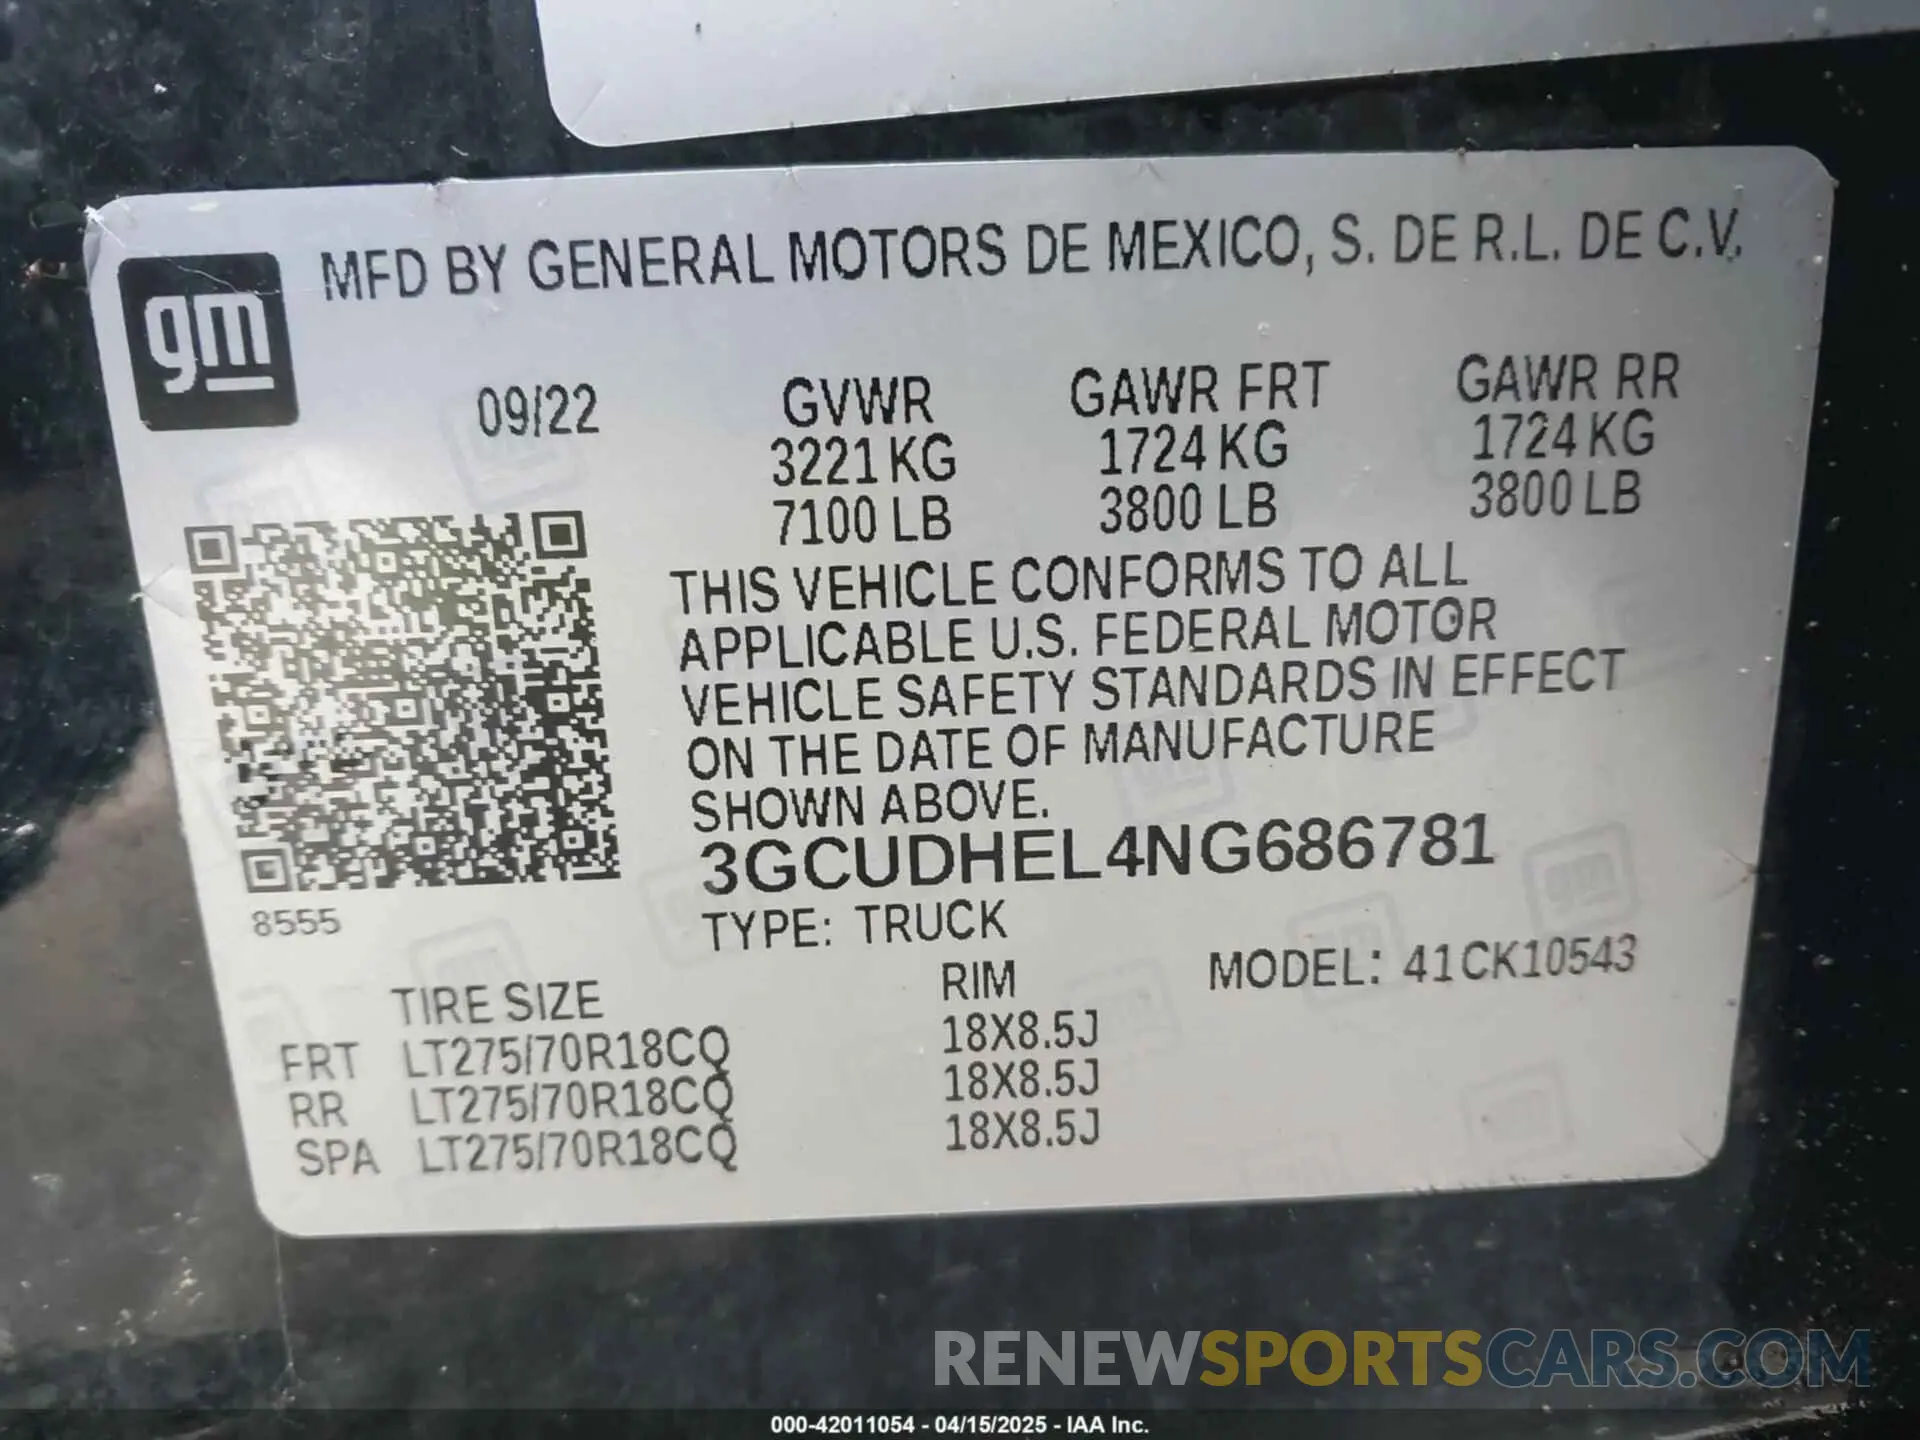 gm
MFD BY GENERAL MOTORS DE MEXICO, S. DE R.L. DE C.V.
09/22 GVWR GAWR FRT GAWR RR
3221 KG 1724 KG 1724 KG
7100 LB 3800 LB 3800 LB
THIS VEHICLE CONFORMS TO ALL
APPLICABLE U.S. FEDERAL MOTOR
VEHICLE SAFETY STANDARDS IN EFFECT
ON THE DATE OF MANUFACTURE
SHOWN ABOVE.
3GCUDHEL4NG686781
8555
TYPE: TRUCK
TIRE SIZE RIM MODEL: 41CK10543
FRT LT275/70R18CQ 18X8.5J
RR LT275/70R18CQ 18X8.5J
SPA LT275/70R18CQ 18X8.5J
RENEWSPORTSCARS.COM
000-42011054 - 04/15/2025 - IAA Inc.